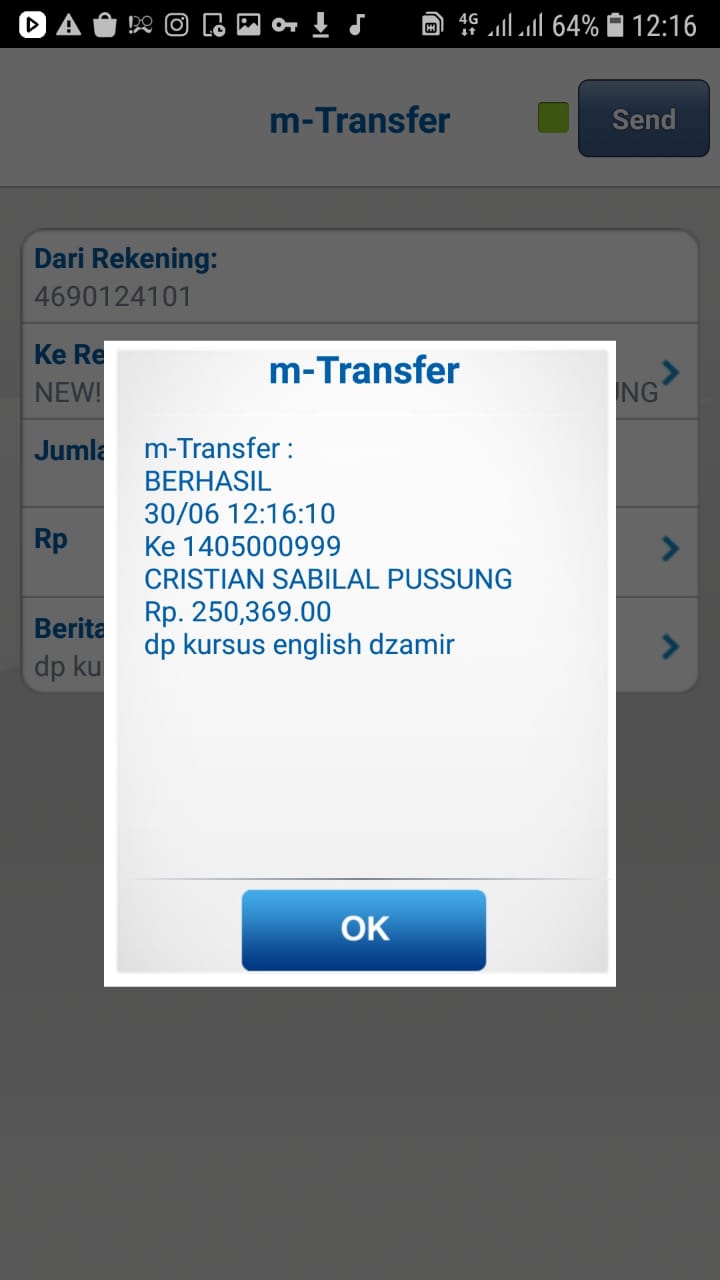 4G 64% 12:16
m-Transfer Send
Dari Rekening:
4690124101
Ke Re
NEW! NG
Jumla
Rp
Berita
dp ku
m-Transfer
m-Transfer :
BERHASIL
30/06 12:16:10
Ke 1405000999
CRISTIAN SABILAL PUSSUNG
Rp. 250,369.00
dp kursus english dzamir
OK